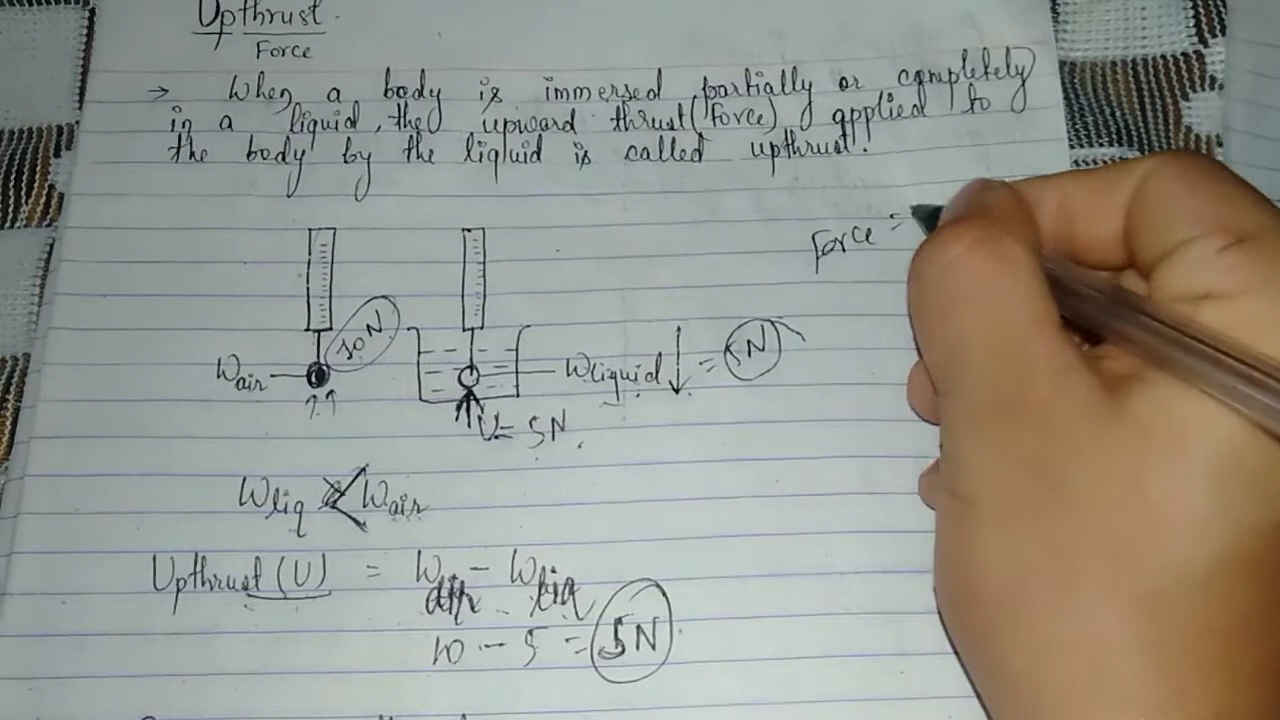 Upthrust
Force
→ When a body is immersed partially or completely
in a liquid, the upward thrust (Force) applied to
the body by the liquid is called upthrust.
Force =
10N
Wair
Wliquid ↓ = 5N
U = 5N.
Wliq < Wair
Upthrust (U) = Wair - Wliq
10 - 5 = 5N